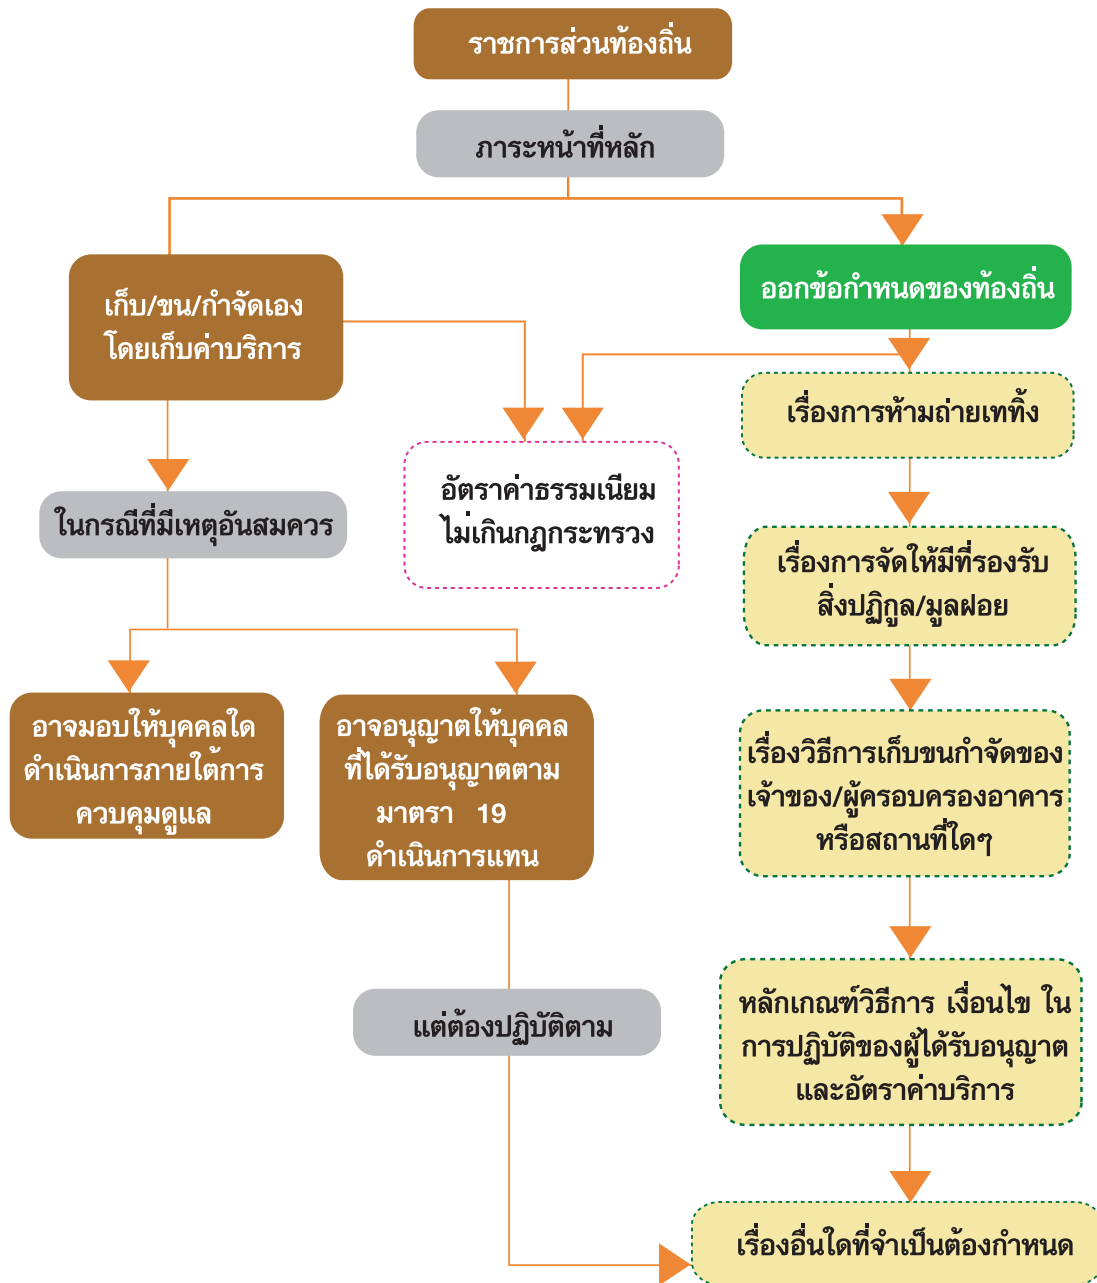 ราชการส่วนท้องถิ่น
ภาระหน้าที่หลัก
เก็บ/ขน/กำจัดเอง
โดยเก็บค่าบริการ
ออกข้อกำหนดของท้องถิ่น
อัตราค่าธรรมเนียม
ไม่เกินกฎกระทรวง
เรื่องการห้ามถ่ายเททิ้ง
ในกรณีที่มีเหตุอันสมควร
เรื่องการจัดให้มีที่รองรับ
สิ่งปฏิกูล/มูลฝอย
อาจมอบให้บุคคลใด
ดำเนินการภายใต้การ
ควบคุมดูแล
อาจอนุญาตให้บุคคล
ที่ได้รับอนุญาตตาม
มาตรา 19
ดำเนินการแทน
เรื่องวิธีการเก็บขนกำจัดของ
เจ้าของ/ผู้ครอบครองอาคาร
หรือสถานที่ใดๆ
แต่ต้องปฏิบัติตาม
หลักเกณฑ์วิธีการ เงื่อนไข ใน
การปฏิบัติของผู้ได้รับอนุญาต
และอัตราค่าบริการ
เรื่องอื่นใดที่จำเป็นต้องกำหนด